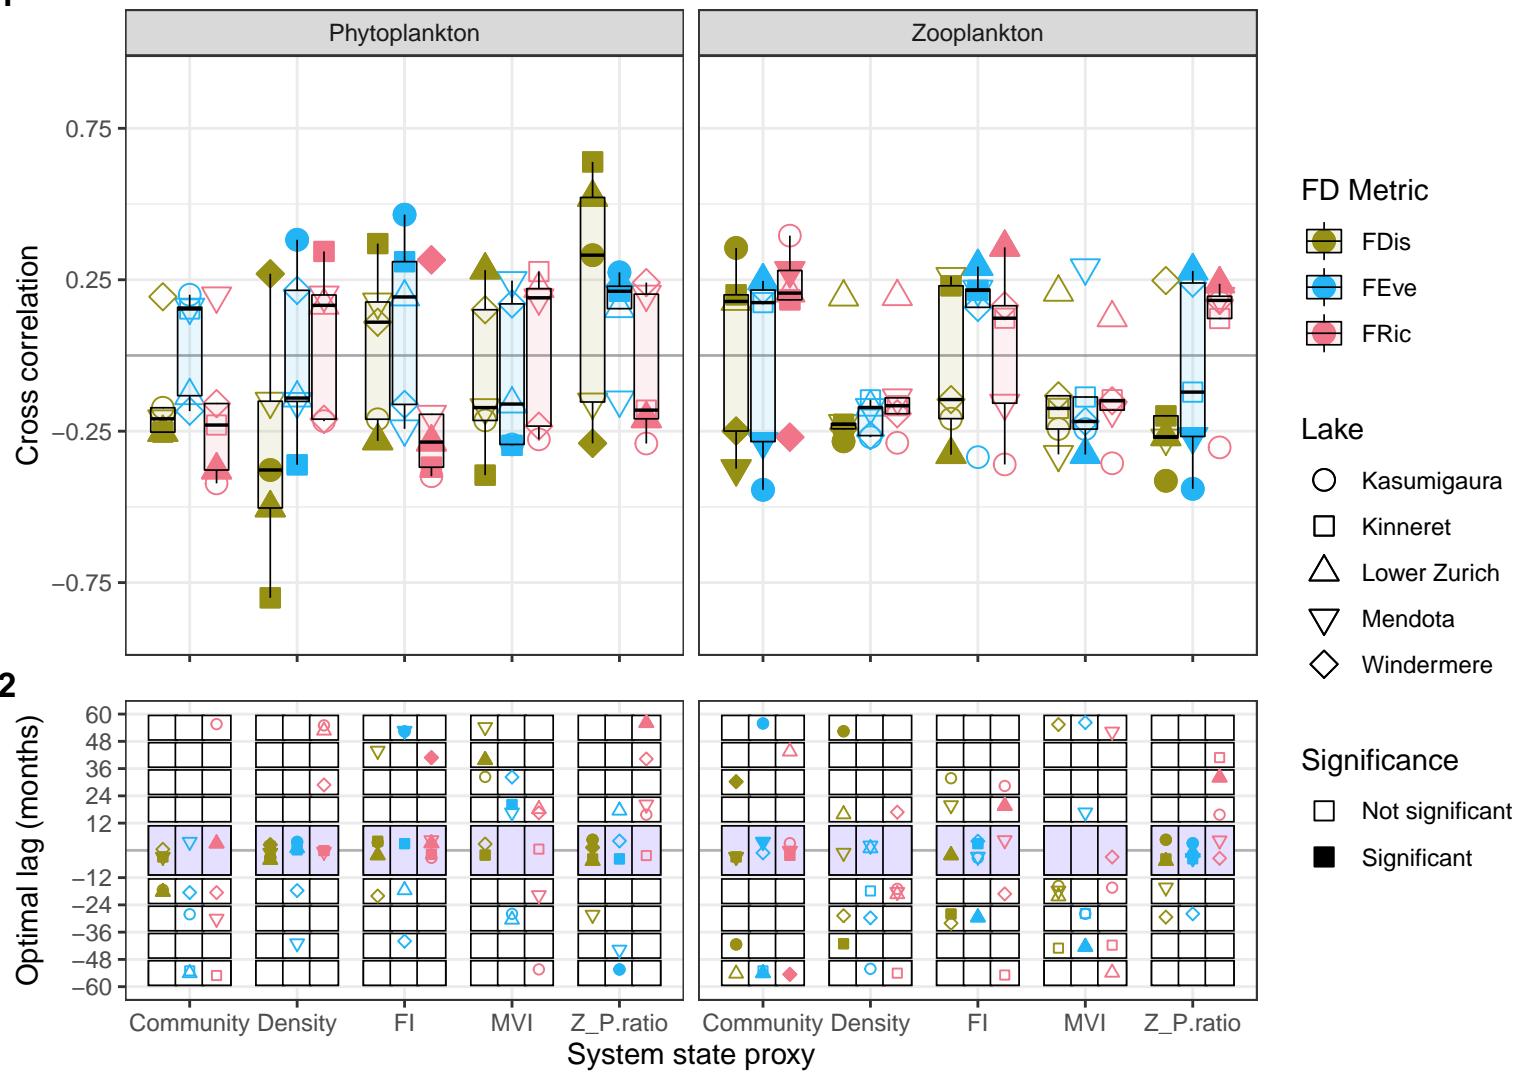 Phytoplankton
Zooplankton
0.75
0.25
−0.25
−0.75
Cross correlation
FD Metric
FDis
FEve
FRic
Lake
Kasumigaura
Kinneret
Lower Zurich
Mendota
Windermere
Significance
Not significant
Significant
2
60
48
36
24
12
−12
−24
−36
−48
−60
Optimal lag (months)
Community Density FI MVI Z_P.ratio
Community Density FI MVI Z_P.ratio
System state proxy